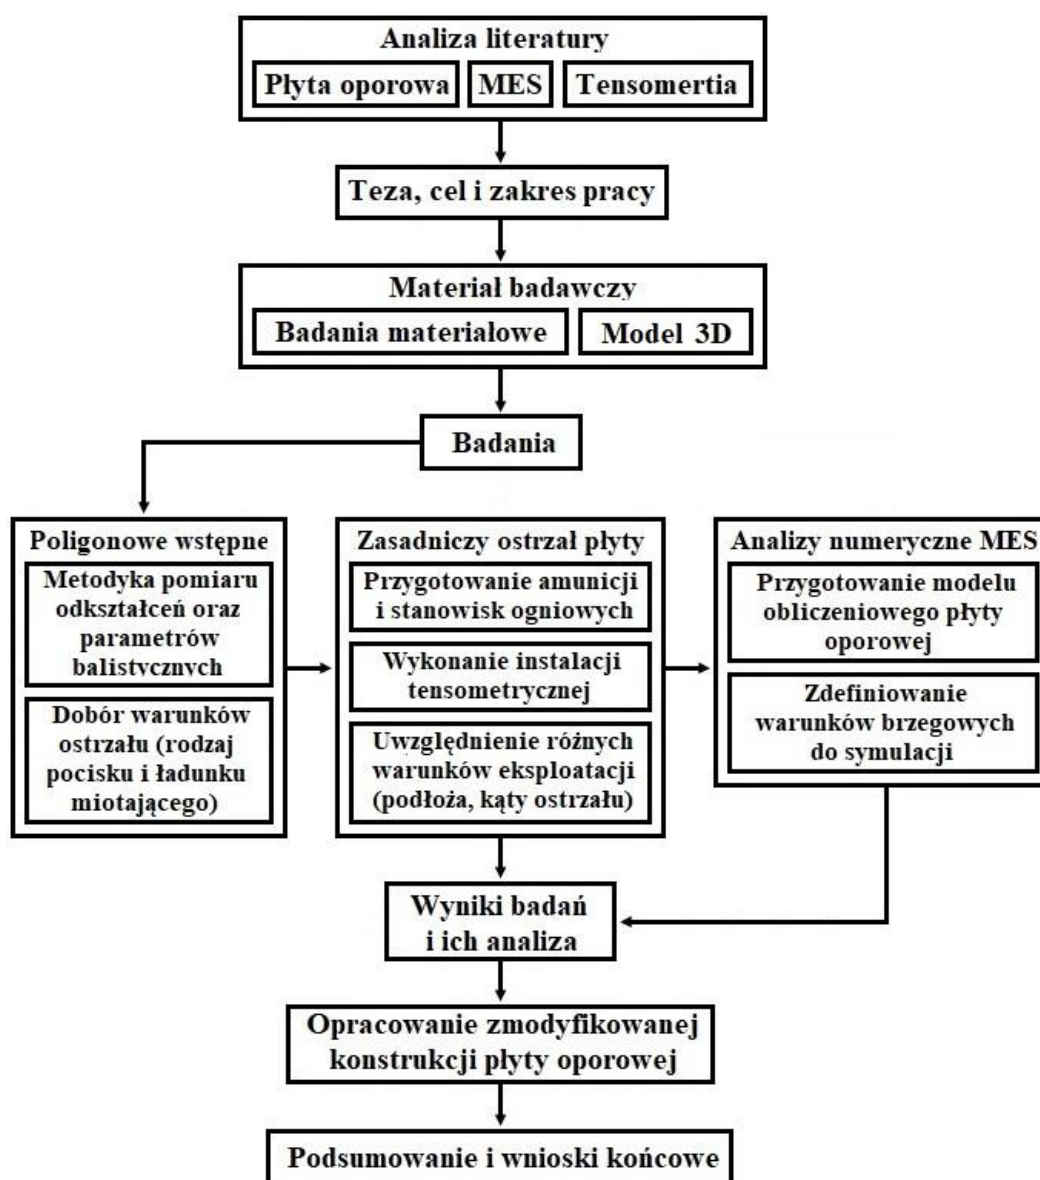 Analiza literatury
Płyta oporowa
MES
Tensomertia
Teza, cel i zakres pracy
Materiał badawczy
Badania materiałowe
Model 3D
Badania
Poligonowe wstępne
Metodyka pomiaru
odkształceń oraz
parametrów
balistycznych
Dobór warunków
ostrzału (rodzaj
pocisku i ładunku
miotającego)
Zasadniczy ostrzał płyty
Przygotowanie amunicji
i stanowisk ogniowych
Wykonanie instalacji
tensometrycznej
Uwzględnienie różnych
warunków eksploatacji
(podłoża, kąty ostrzału)
Analizy numeryczne MES
Przygotowanie modelu
obliczeniowego płyty
oporowej
Zdefiniowanie
warunków brzegowych
do symulacji
Wyniki badań
i ich analiza
Opracowanie zmodyfikowanej
konstrukcji płyty oporowej
Podsumowanie i wnioski końcowe